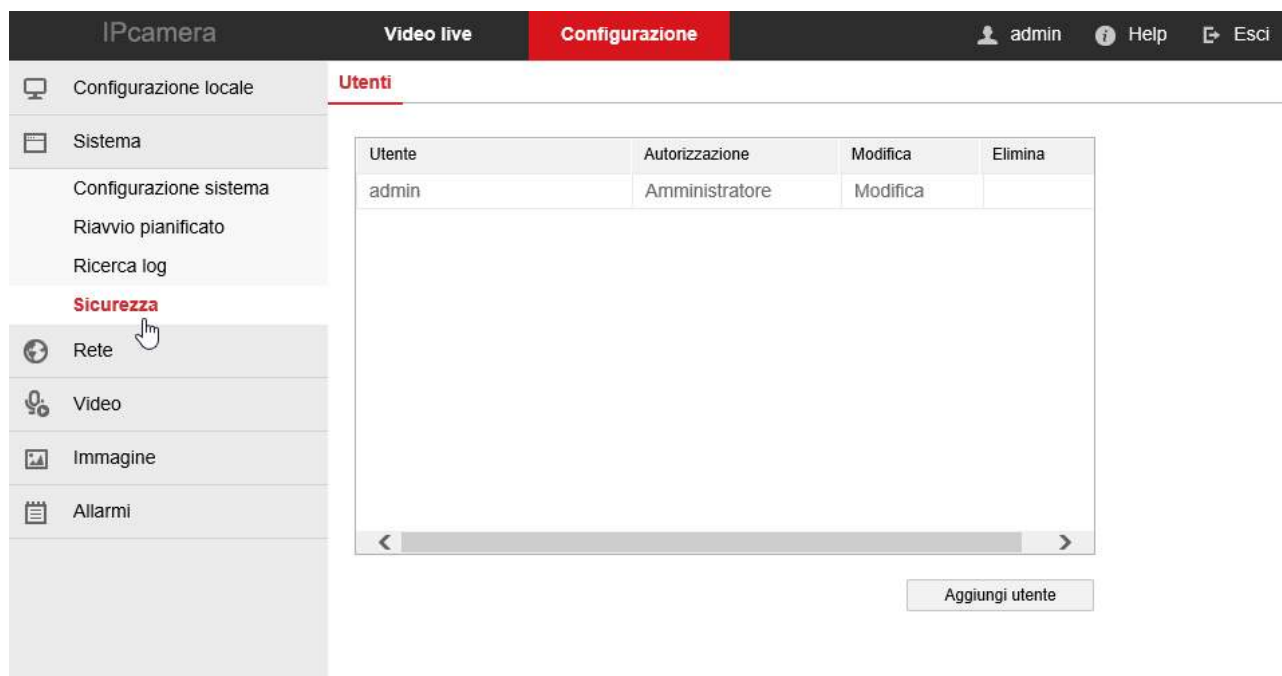 IPcamera Video live Configurazione admin Help Esci
Configurazione locale
Sistema
Configurazione sistema
Riavvio pianificato
Ricerca log
Sicurezza
Rete
Video
Immagine
Allarmi
Utenti
Utente Autorizzazione Modifica Elimina
admin Amministratore Modifica
Aggiungi utente